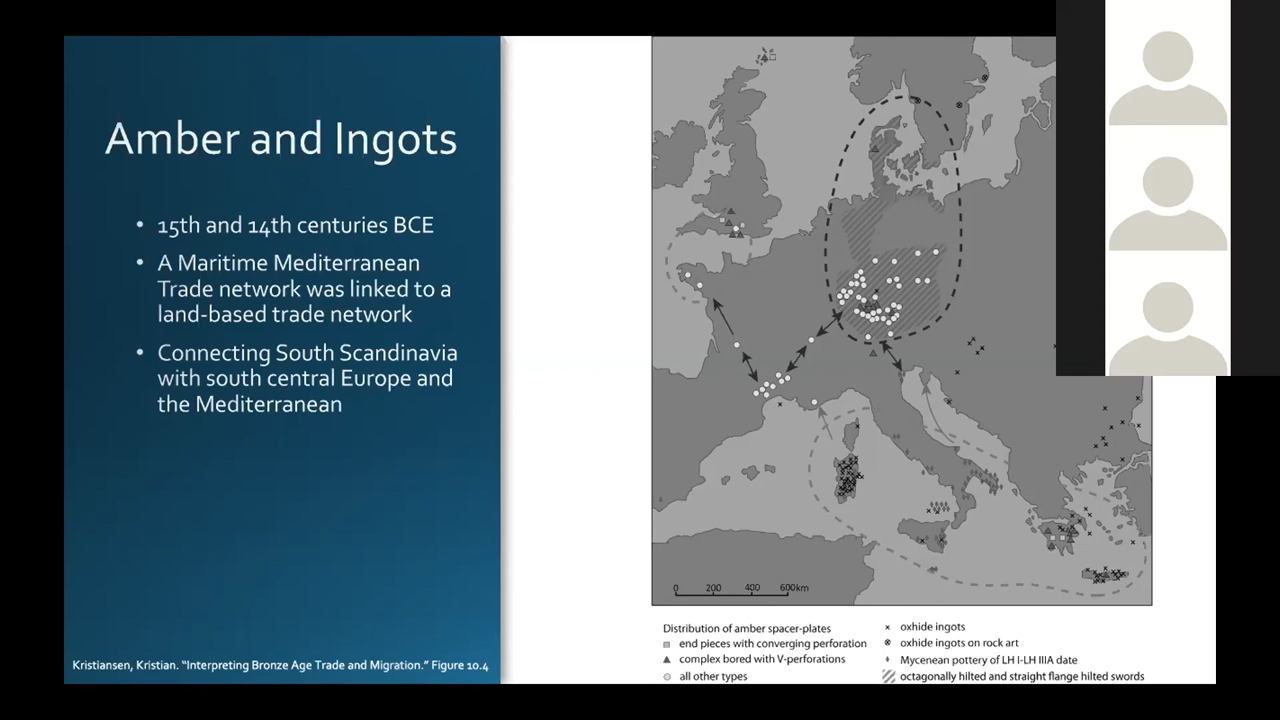 Amber and Ingots
• 15th and 14th centuries BCE
• A Maritime Mediterranean
Trade network was linked to a
land-based trade network
• Connecting South Scandinavia
with south central Europe and
the Mediterranean
Kristiansen, Kristian. “Interpreting Bronze Age Trade and Migration.” Figure 10.4
0 200 400 600km
Distribution of amber spacer-plates
end pieces with converging perforation
complex bored with V-perforations
all other types
oxhide ingots
oxhide ingots on rock art
Mycenean pottery of LH I-LH IIIA date
octagonally hilted and straight flange hilted swords